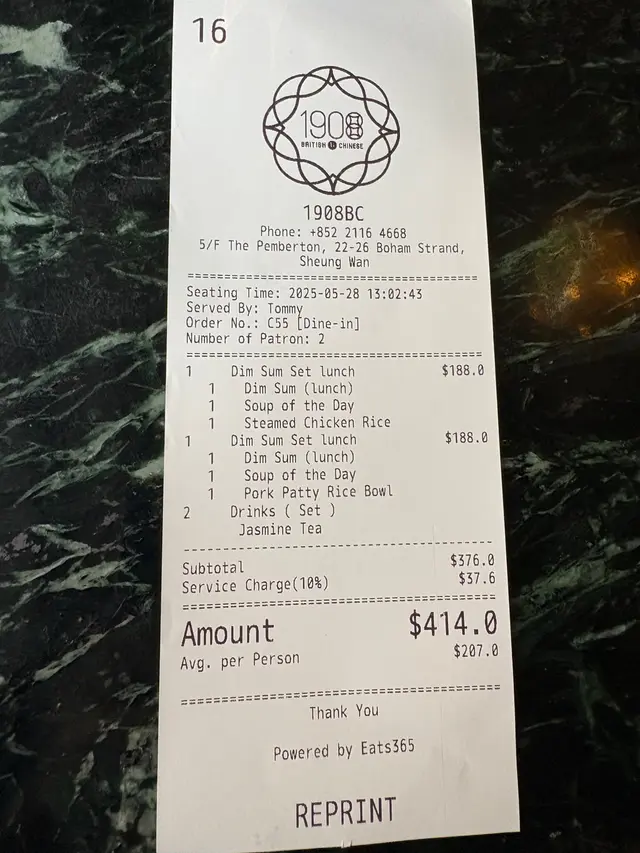 16
1908
BRITISH CHINESE
1908BC
Phone: +852 2116 4668
5/F The Pemberton, 22-26 Boham Strand,
Sheung Wan
================================================
Seating Time: 2025-05-28 13:02:43
Served By: Tommy
Order No.: C55 [Dine-in]
Number of Patron: 2
================================================
1 Dim Sum Set lunch $188.0
1 Dim Sum (lunch)
1 Soup of the Day
1 Steamed Chicken Rice
1 Dim Sum Set lunch $188.0
1 Dim Sum (lunch)
1 Soup of the Day
1 Pork Patty Rice Bowl
2 Drinks ( Set )
Jasmine Tea
------------------------------------------------
Subtotal $376.0
Service Charge(10%) $37.6
================================================
Amount $414.0
Avg. per Person $207.0
================================================
Thank You
Powered by Eats365
REPRINT